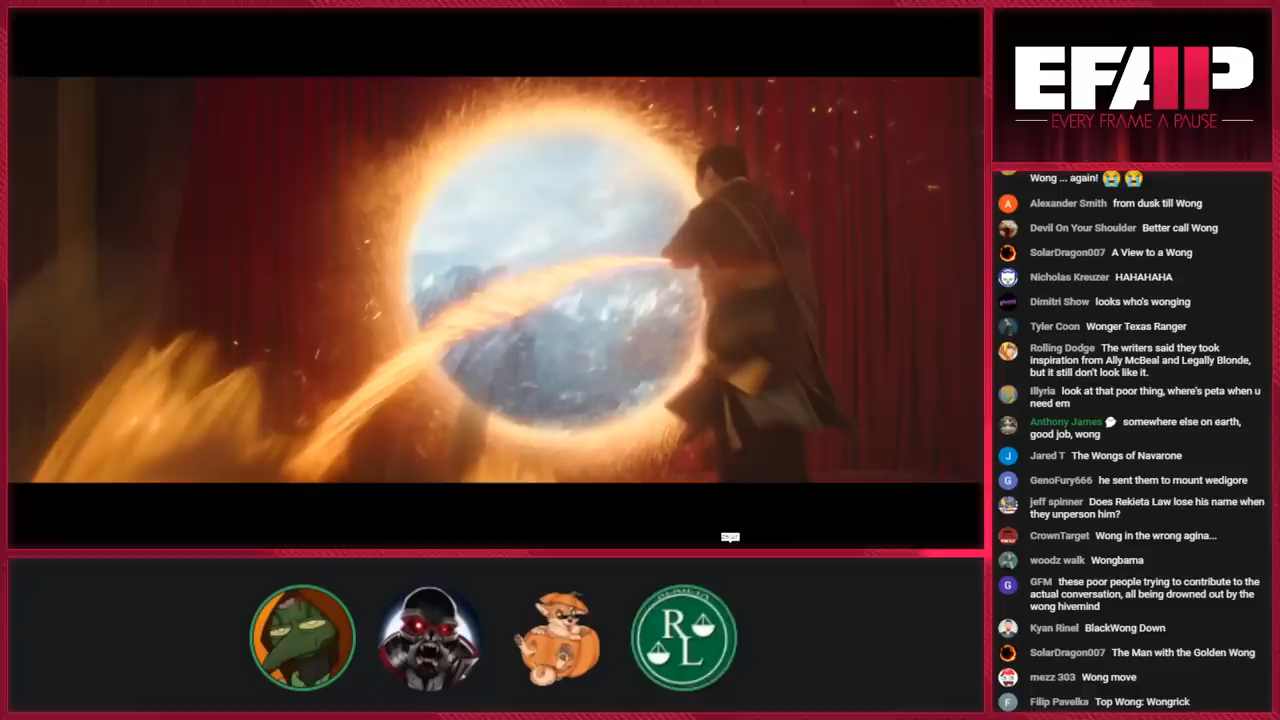 EFAP
EVERY FRAME A PAUSE
Wong ... again! 😭 😭
Alexander Smith from dusk till Wong
Devil On Your Shoulder Better call Wong
SolarDragon007 A View to a Wong
Nicholas Kreuzer HAHAHAHA
Dimitri Show looks who's wonging
Tyler Coon Wonger Texas Ranger
Rolling Dodge The writers said they took
inspiration from Ally McBeal and Legally Blonde,
but it still don't look like it.
Illyria look at that poor thing, where's peta when u
need em
Anthony James somewhere else on earth,
good job, wong
J
Jared T The Wongs of Navarone
G
GenoFury666 he sent them to mount wedigore
jeff spinner Does Rekieta Law lose his name when
they unperson him?
CrownTarget Wong in the wrong agina...
woodz walk Wongbama
G
GFM these poor people trying to contribute to the
actual conversation, all being drowned out by the
wong hivemind
Kyan Rinel BlackWong Down
SolarDragon007 The Man with the Golden Wong
mezz 303 Wong move
F
Filip Pavelka Top Wong: Wongrick
R
L